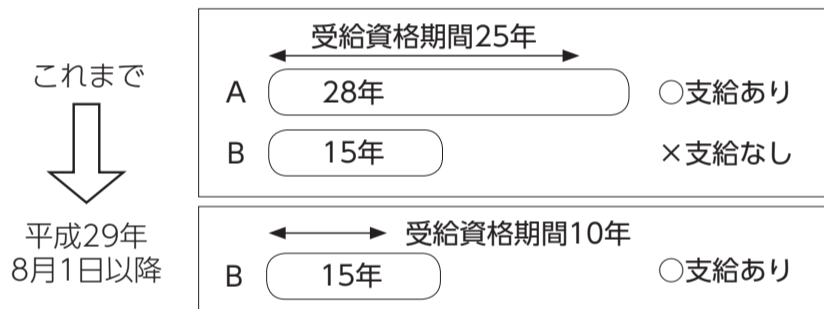 これまで
受給資格期間25年
A 28年 ○支給あり
B 15年 ×支給なし
平成29年
8月1日以降
受給資格期間10年
B 15年 ○支給あり